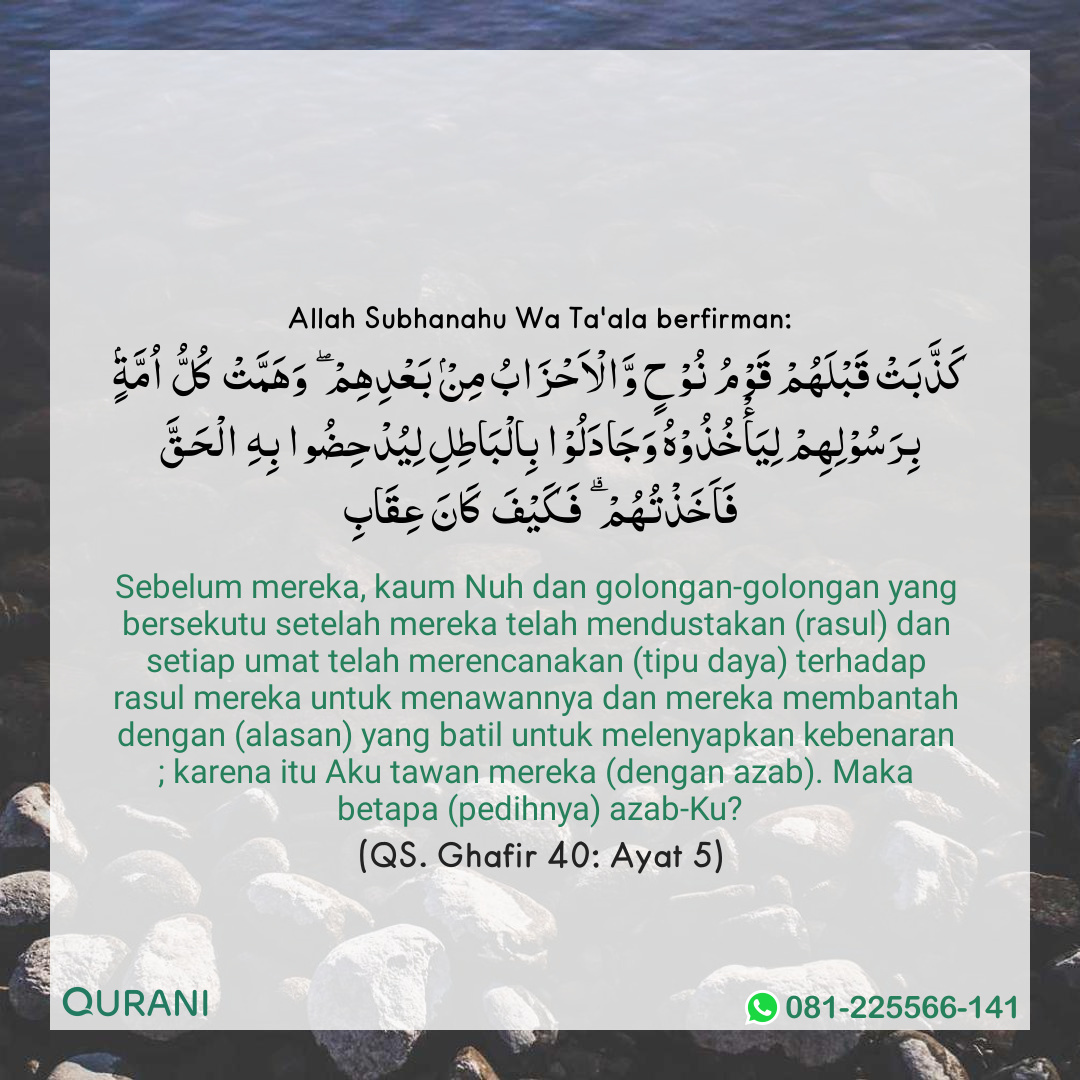 Allah Subhanahu Wa Ta'ala berfirman:
كَذَّبَتْ قَبْلَهُمْ قَوْمُ نُوْحٍ وَّالْاَحْزَابُ مِنْۢ بَعْدِهِمْ ۖ وَهَمَّتْ كُلُّ اُمَّةٍۢ
بِرَسُوْلِهِمْ لِيَأْخُذُوْهُ وَجَادَلُوْا بِالْبَاطِلِ لِيُدْحِضُوا بِهِ الْحَقَّ
فَاَخَذْتُهُمْ ۗ فَكَيْفَ كَانَ عِقَابِ
Sebelum mereka, kaum Nuh dan golongan-golongan yang
bersekutu setelah mereka telah mendustakan (rasul) dan
setiap umat telah merencanakan (tipu daya) terhadap
rasul mereka untuk menawannya dan mereka membantah
dengan (alasan) yang batil untuk melenyapkan kebenaran
; karena itu Aku tawan mereka (dengan azab). Maka
betapa (pedihnya) azab-Ku?
(QS. Ghafir 40: Ayat 5)
QURANI
081-225566-141